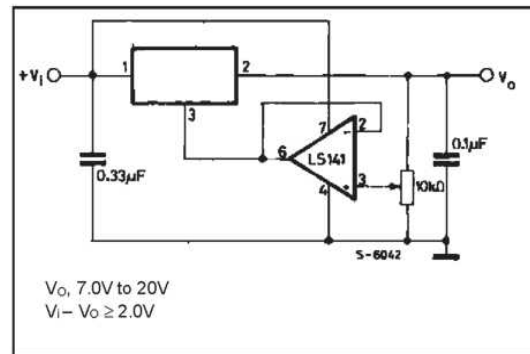 +Vi
1
2
3
Vo
7
2
6
LS141
4
3
0.33µF
10kΩ
0.1µF
S-6042
VO, 7.0V to 20V
Vi – VO ≥ 2.0V